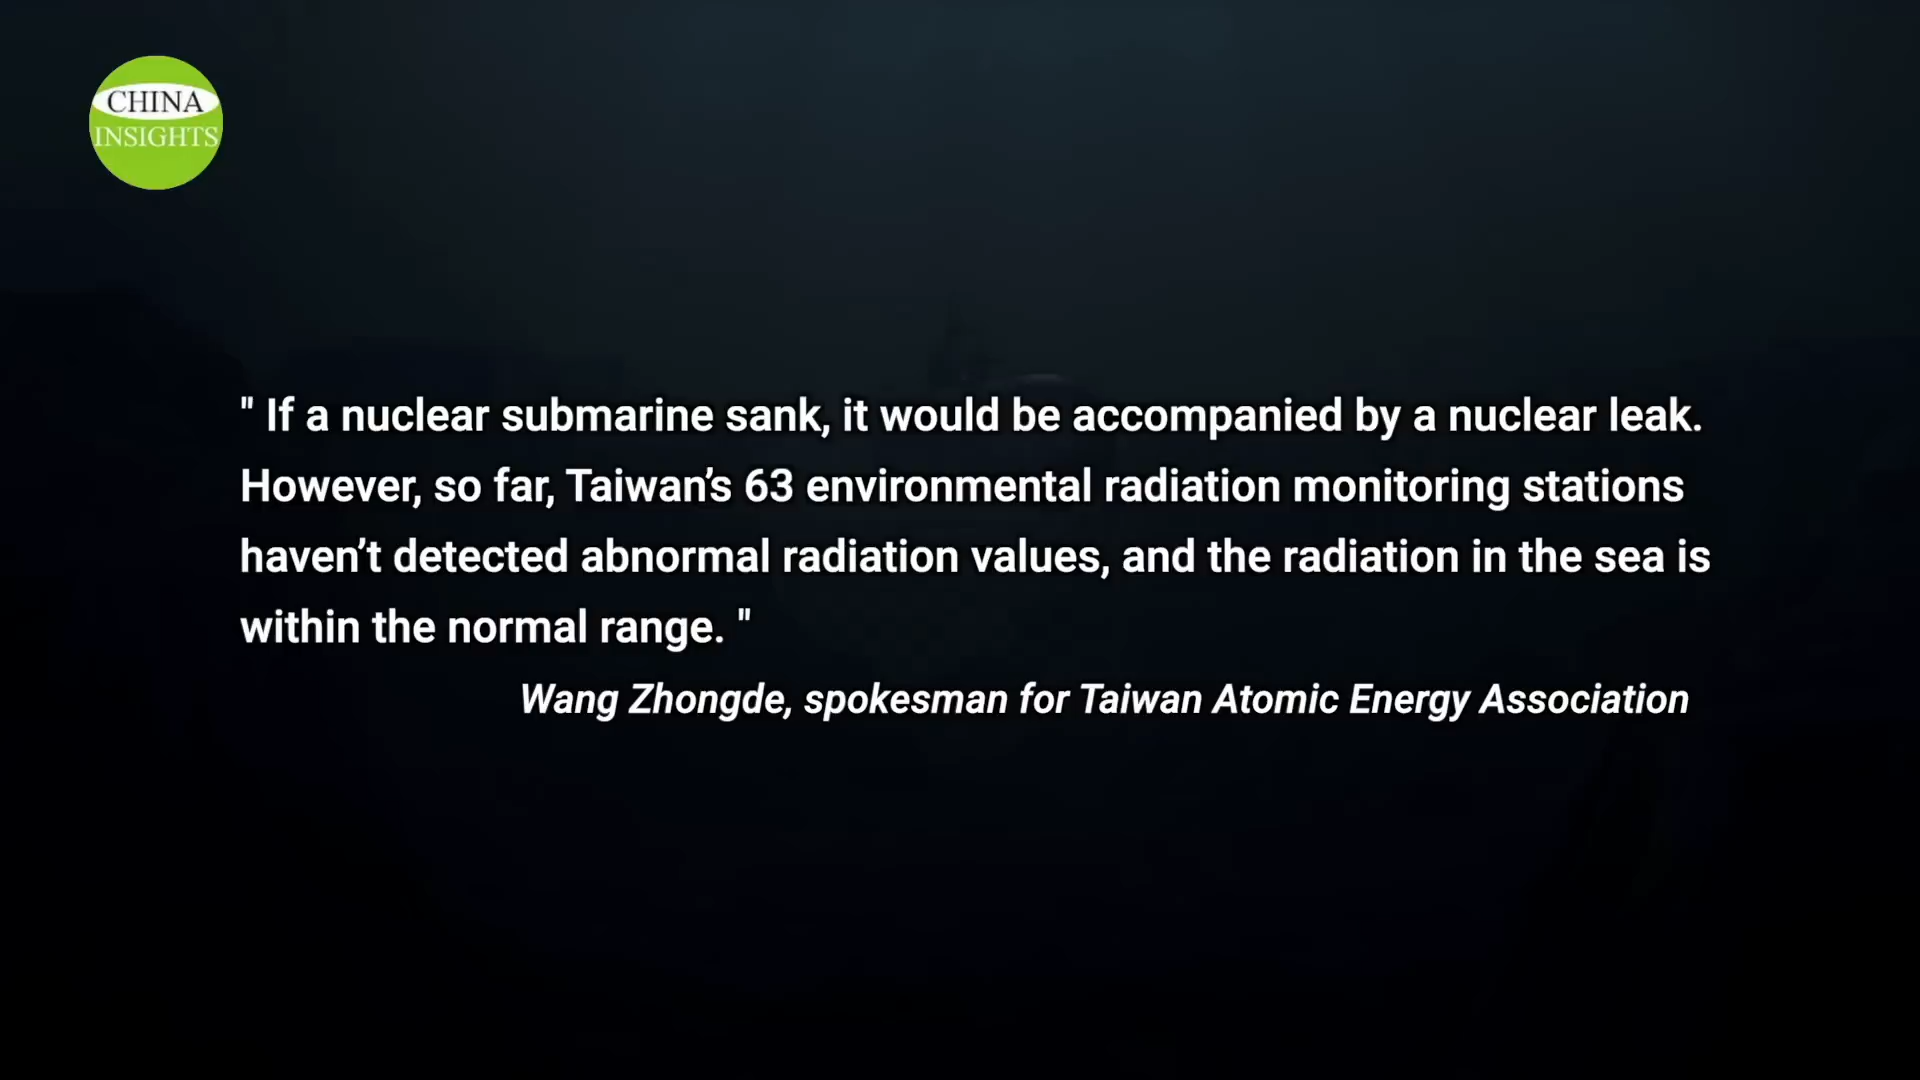 CHINA
INSIGHTS
" If a nuclear submarine sank, it would be accompanied by a nuclear leak.
However, so far, Taiwan’s 63 environmental radiation monitoring stations
haven’t detected abnormal radiation values, and the radiation in the sea is
within the normal range. "
Wang Zhongde, spokesman for Taiwan Atomic Energy Association